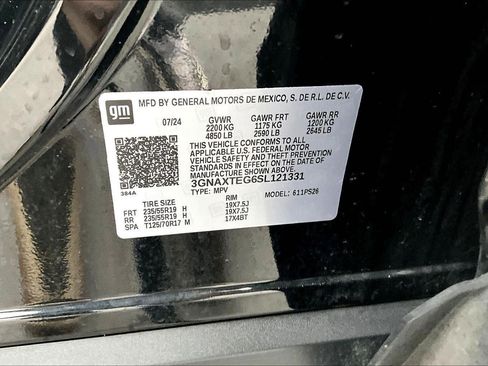 gm
MFD BY GENERAL MOTORS DE MEXICO, S. DE R.L. DE C.V.
07/24 GVWR GAWR FRT GAWR RR
2200 KG 1175 KG 1200 KG
4850 LB 2590 LB 2645 LB
THIS VEHICLE CONFORMS TO ALL
APPLICABLE U.S. FEDERAL MOTOR
VEHICLE SAFETY AND THEFT PREVENTION
STANDARDS IN EFFECT ON THE DATE OF
MANUFACTURE SHOWN ABOVE.
3GNAXTEG6SL121331
384A TYPE: MPV MODEL: 611PS26
TIRE SIZE RIM
FRT 235/55R19 H 19X7.5J
RR 235/55R19 H 19X7.5J
SPA T125/70R17 M 17X4BT